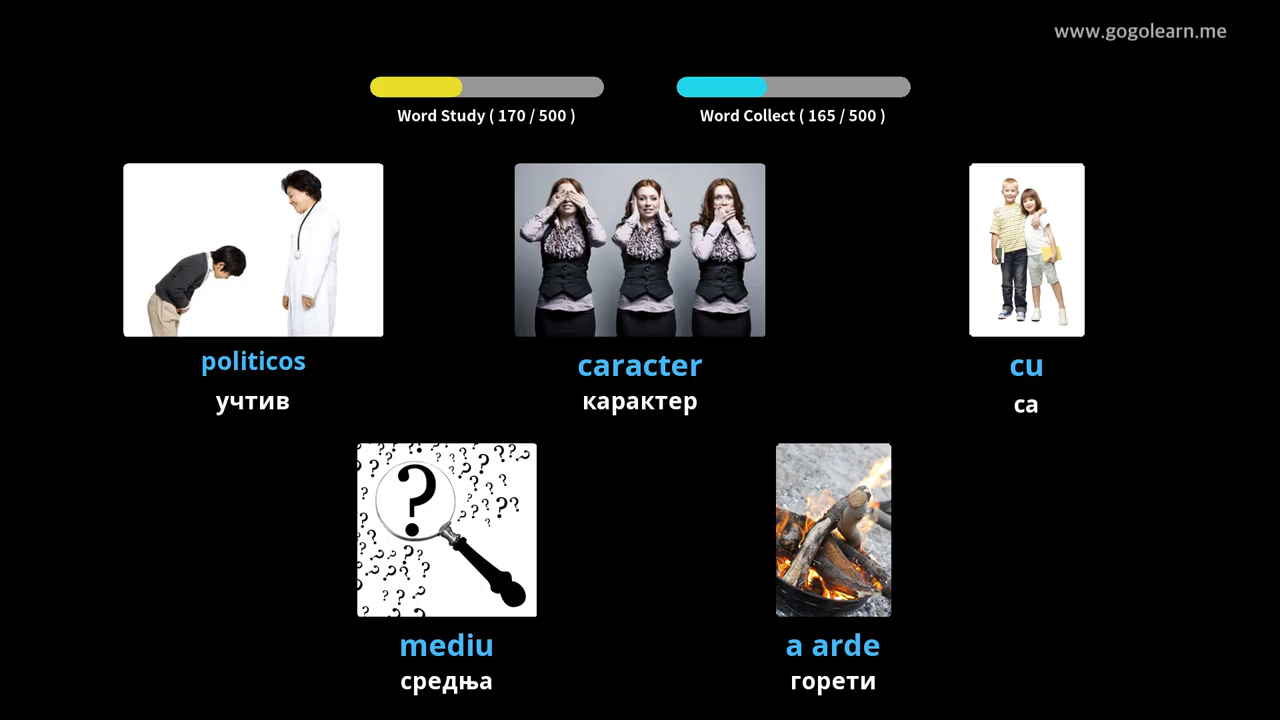 www.gogolearn.me
Word Study ( 170 / 500 )
Word Collect ( 165 / 500 )
politicos
учтив
caracter
карактер
cu
са
mediu
средња
a arde
горети